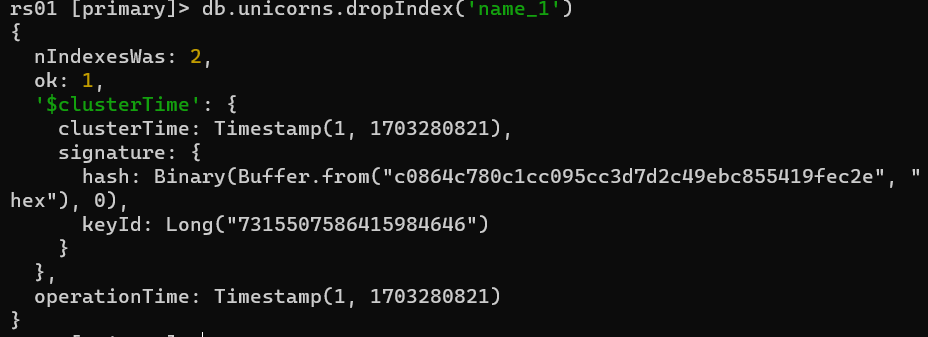 rs01 [primary]> db.unicorns.dropIndex('name_1')
{
  nIndexesWas: 2,
  ok: 1,
  '$clusterTime': {
    clusterTime: Timestamp(1, 1703280821),
    signature: {
      hash: Binary(Buffer.from("c0864c780c1cc095cc3d7d2c49ebc855419fec2e", "
hex"), 0),
      keyId: Long("7315507586415984646")
    }
  },
  operationTime: Timestamp(1, 1703280821)
}